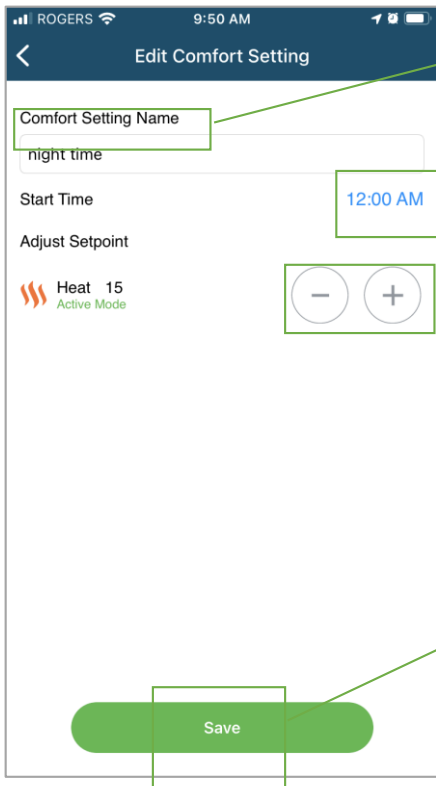 ROGERS 9:50 AM
Edit Comfort Setting
Comfort Setting Name
night time
Start Time 12:00 AM
Adjust Setpoint
Heat 15
Active Mode
Save